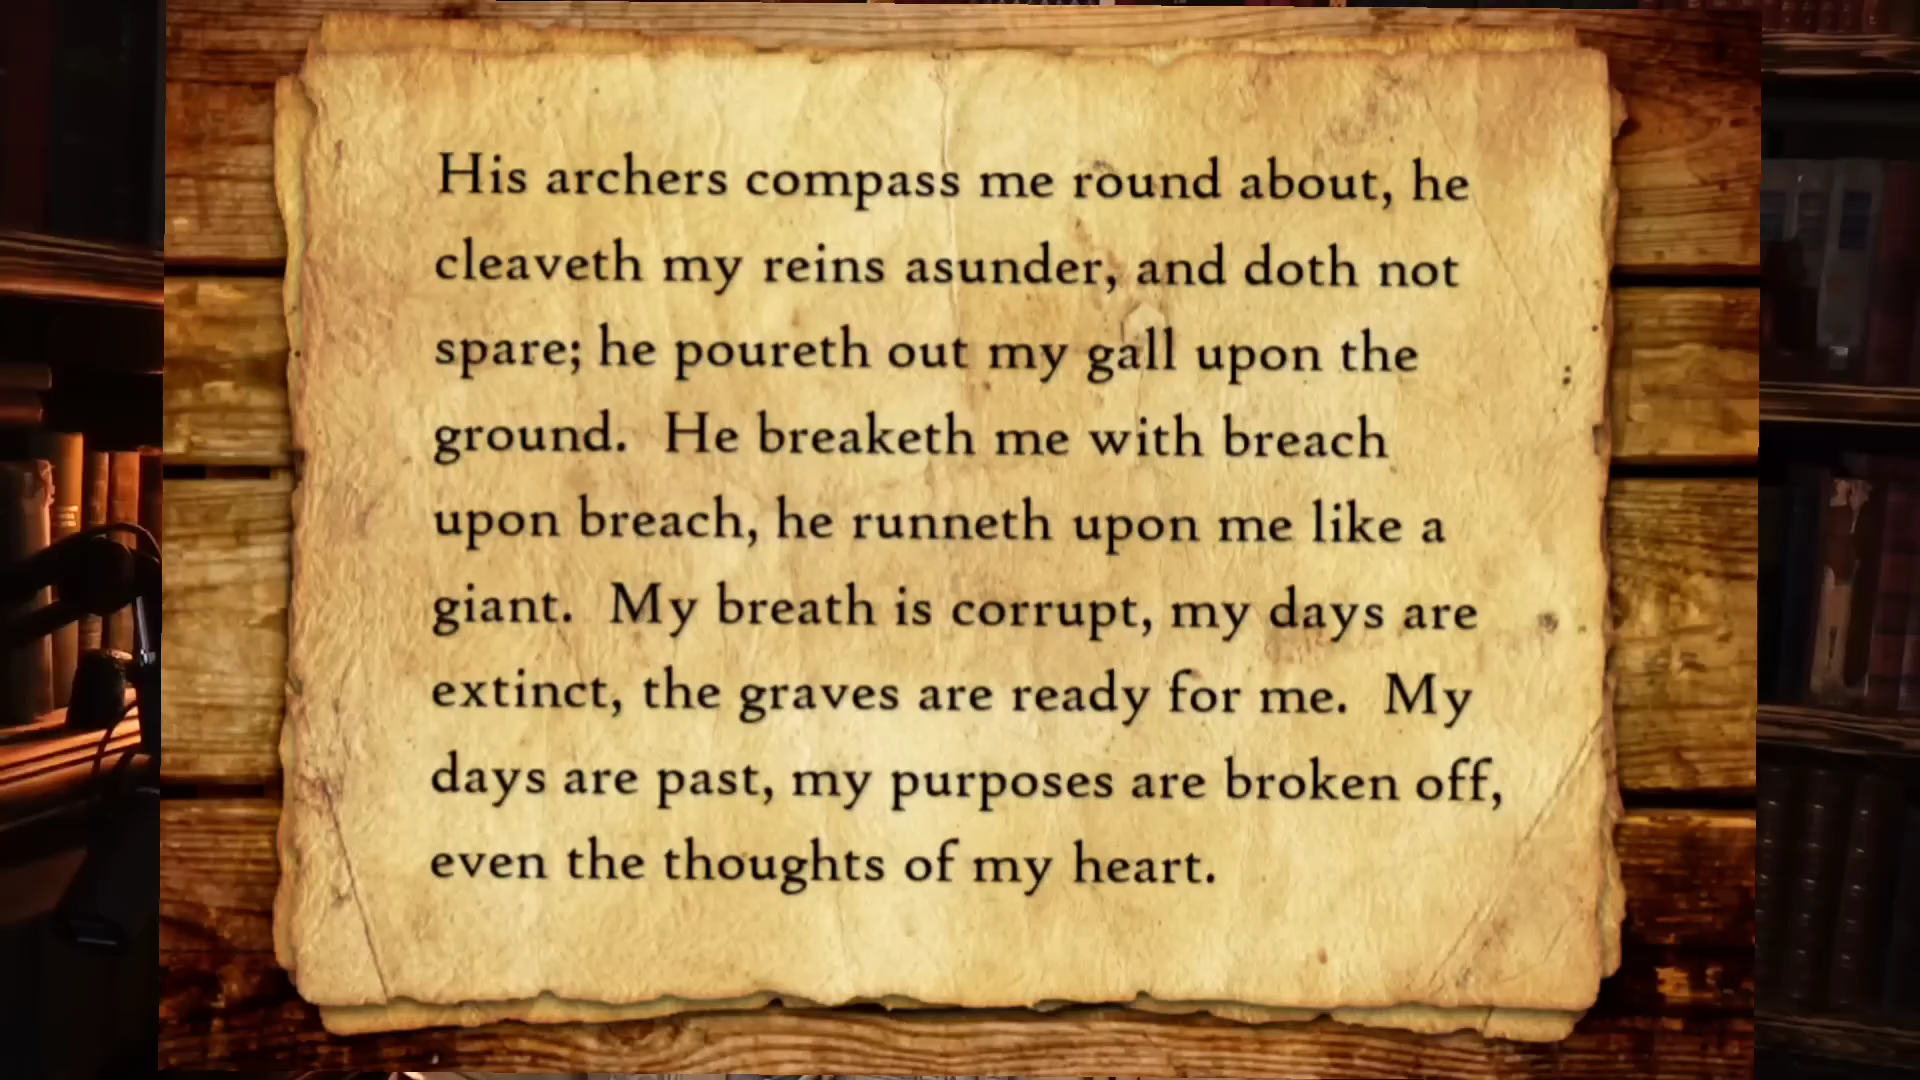 His archers compass me round about, he
cleaveth my reins asunder, and doth not
spare; he poureth out my gall upon the
ground.  He breaketh me with breach
upon breach, he runneth upon me like a
giant.  My breath is corrupt, my days are
extinct, the graves are ready for me.  My
days are past, my purposes are broken off,
even the thoughts of my heart.